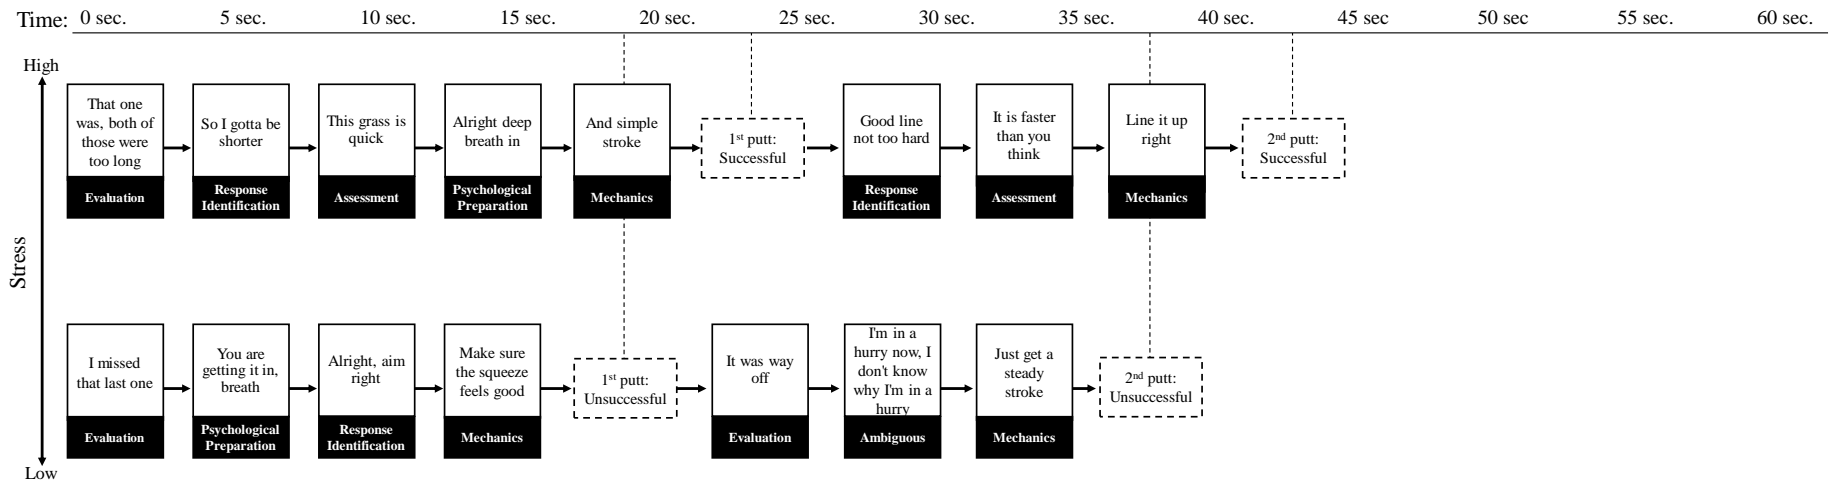 Time: 0 sec. 5 sec. 10 sec. 15 sec. 20 sec. 25 sec. 30 sec. 35 sec. 40 sec. 45 sec 50 sec. 55 sec. 60 sec.
High
Stress
Low
That one
was, both of
those were
too long
Evaluation
So I gotta be
shorter
Response
Identification
This grass is
quick
Assessment
Alright deep
breath in
Psychological
Preparation
And simple
stroke
Mechanics
1st putt:
Successful
Good line
not too hard
Response
Identification
It is faster
than you
think
Assessment
Line it up
right
Mechanics
2nd putt:
Successful
I missed
that last one
Evaluation
You are
getting it in,
breath
Psychological
Preparation
Alright, aim
right
Response
Identification
Make sure
the squeeze
feels good
Mechanics
1st putt:
Unsuccessful
It was way
off
Evaluation
I'm in a
hurry now, I
don't know
why I'm in a
hurry
Ambiguous
Just get a
steady
stroke
Mechanics
2nd putt:
Unsuccessful